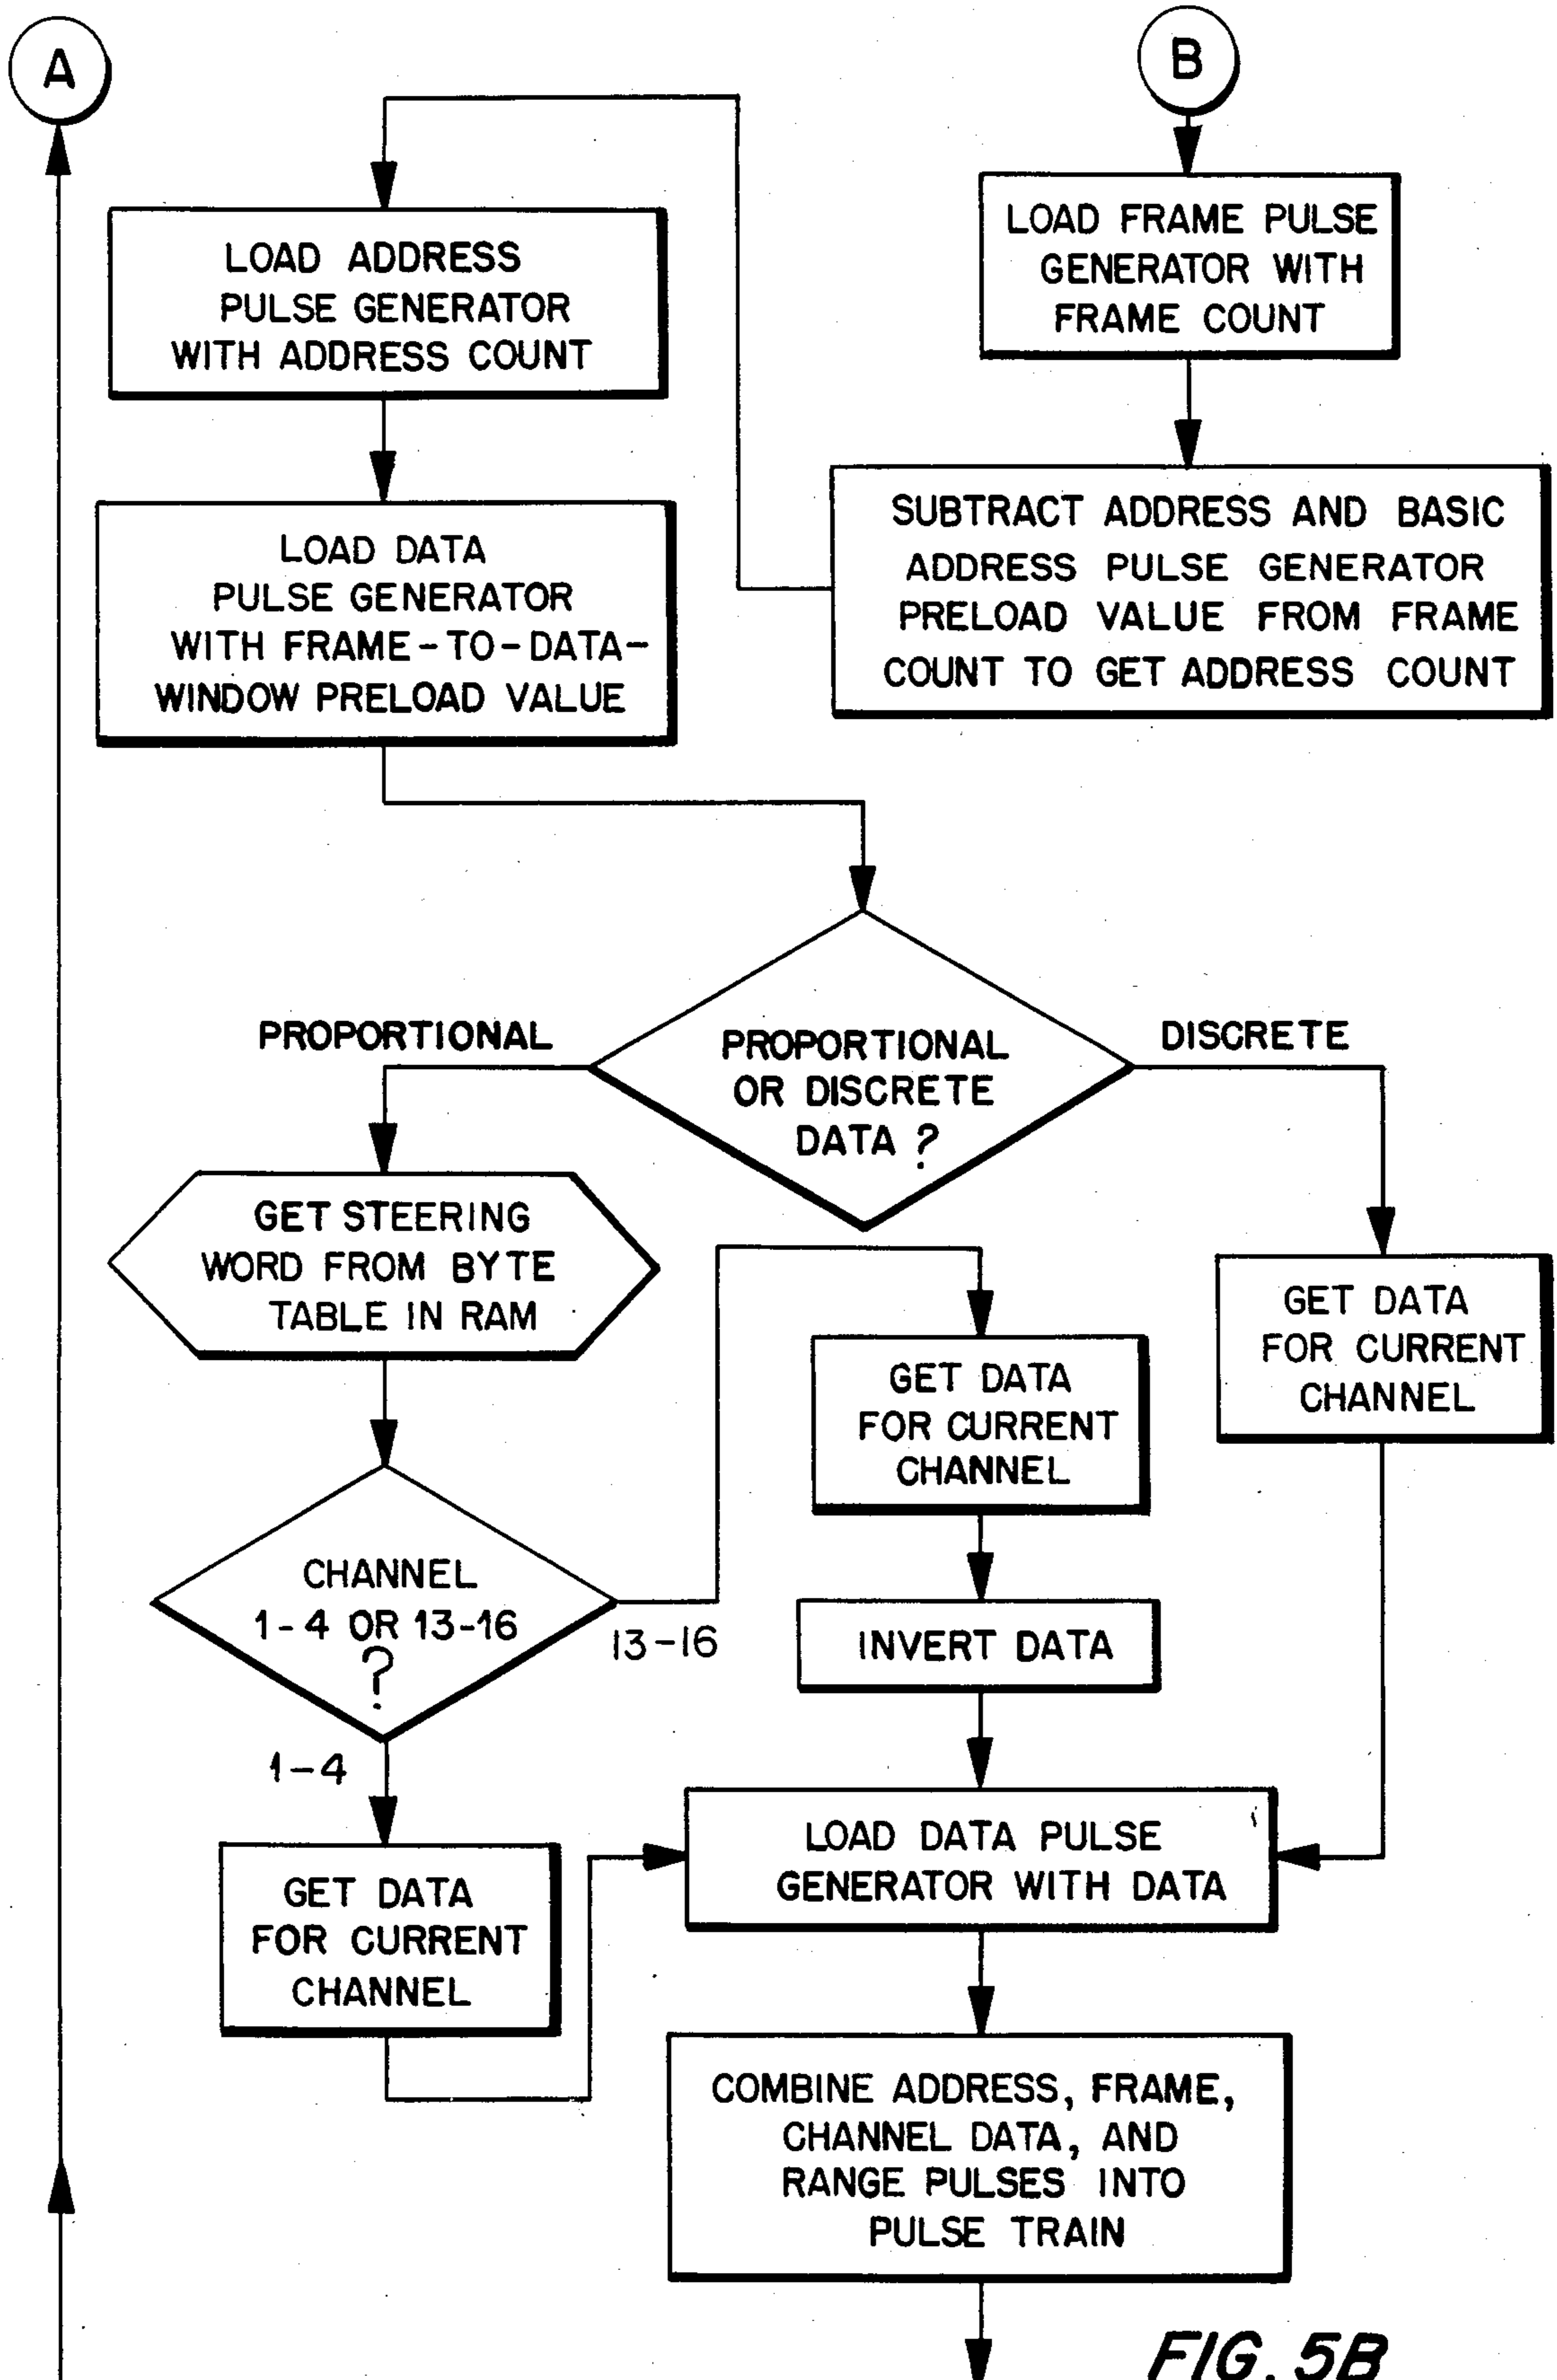 A
B
LOAD FRAME PULSE
GENERATOR WITH
FRAME COUNT
SUBTRACT ADDRESS AND BASIC
ADDRESS PULSE GENERATOR
PRELOAD VALUE FROM FRAME
COUNT TO GET ADDRESS COUNT
LOAD ADDRESS
PULSE GENERATOR
WITH ADDRESS COUNT
LOAD DATA
PULSE GENERATOR
WITH FRAME-TO-DATA-
WINDOW PRELOAD VALUE
PROPORTIONAL
OR DISCRETE
DATA ?
PROPORTIONAL
DISCRETE
GET STEERING
WORD FROM BYTE
TABLE IN RAM
CHANNEL
1-4 OR 13-16
?
13-16
1-4
GET DATA
FOR CURRENT
CHANNEL
INVERT DATA
GET DATA
FOR CURRENT
CHANNEL
GET DATA
FOR CURRENT
CHANNEL
LOAD DATA PULSE
GENERATOR WITH DATA
COMBINE ADDRESS, FRAME,
CHANNEL DATA, AND
RANGE PULSES INTO
PULSE TRAIN
FIG. 5B